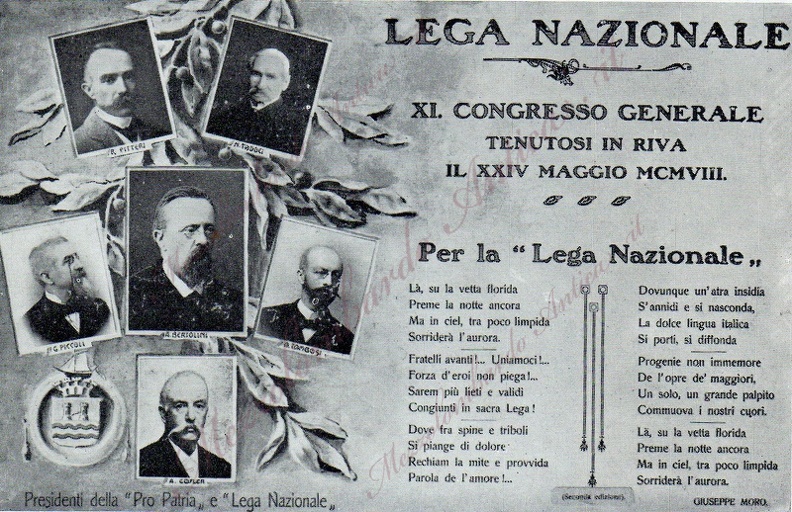 LEGA NAZIONALE
XI. CONGRESSO GENERALE
TENUTOSI IN RIVA
IL XXIV MAGGIO MCMVIII.
R. PITTERI
N. TADDEI
A. BERTOLINI
G. PICCOLI
A. COFLER
Presidenti della "Pro Patria„ e "Lega Nazionale„
Per la “Lega Nazionale„
Là, su la vetta florida
Preme la notte ancora
Ma in ciel, tra poco limpida
Sorriderà l'aurora.
Fratelli avanti!... Uniamoci!...
Forza d'eroi non piega!...
Sarem più lieti e validi
Congiunti in sacra Lega!
Dove fra spine e triboli
Si piange di dolore
Rechiam la mite e provvida
Parola de l'amore!...
(Seconda edizione).
Dovunque un'atra insidia
S'annidi e si nasconda,
La dolce lingua italica
Si porti, si diffonda
Progenie non immemore
De l'opre de' maggiori,
Un solo, un grande palpito
Commuova i nostri cuori.
Là, su la vetta florida
Preme la notte ancora
Ma in ciel, tra poco limpida
Sorriderà l'aurora.
GIUSEPPE MORO.